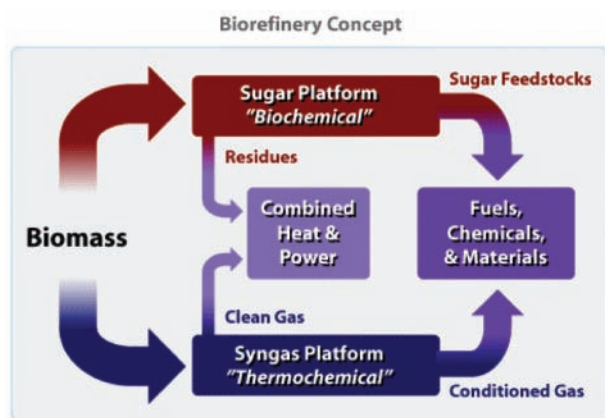 Biorefinery Concept
Sugar Platform
"Biochemical"
Sugar Feedstocks
Residues
Combined
Heat &
Power
Fuels,
Chemicals,
& Materials
Biomass
Clean Gas
Syngas Platform
"Thermochemical"
Conditioned Gas